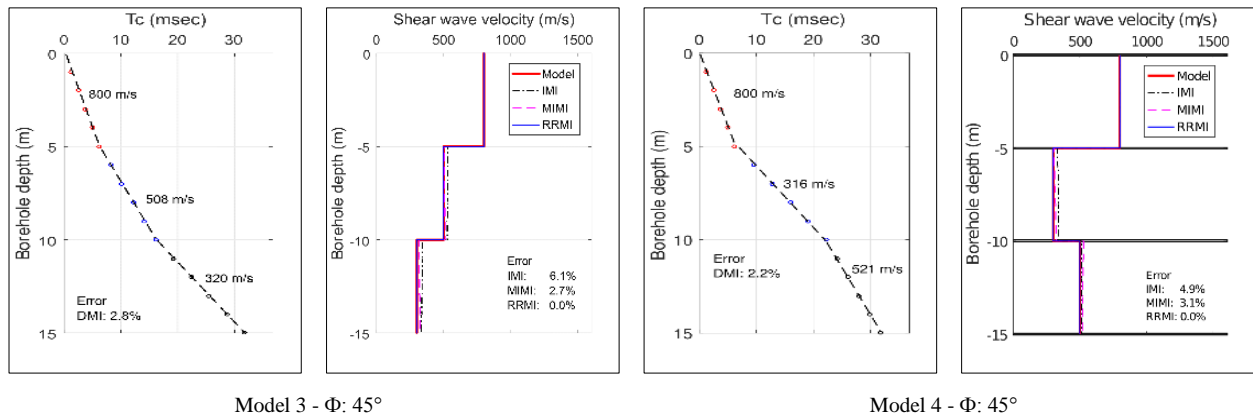 Tc (msec)
0 10 20 30
0
5
10
15
Borehole depth (m)
800 m/s
508 m/s
320 m/s
Error
DMI: 2.8%
Shear wave velocity (m/s)
0 500 1000 1500
0
-5
-10
-15
Borehole depth (m)
Model
IMI
MIMI
RRMI
Error
IMI: 6.1%
MIMI: 2.7%
RRMI: 0.0%
Tc (msec)
0 10 20 30
0
5
10
15
Borehole depth (m)
800 m/s
316 m/s
521 m/s
Error
DMI: 2.2%
Shear wave velocity (m/s)
0 500 1000 1500
0
-5
-10
-15
Borehole depth (m)
Model
IMI
MIMI
RRMI
Error
IMI: 4.9%
MIMI: 3.1%
RRMI: 0.0%
Model 3 - Φ: 45°
Model 4 - Φ: 45°